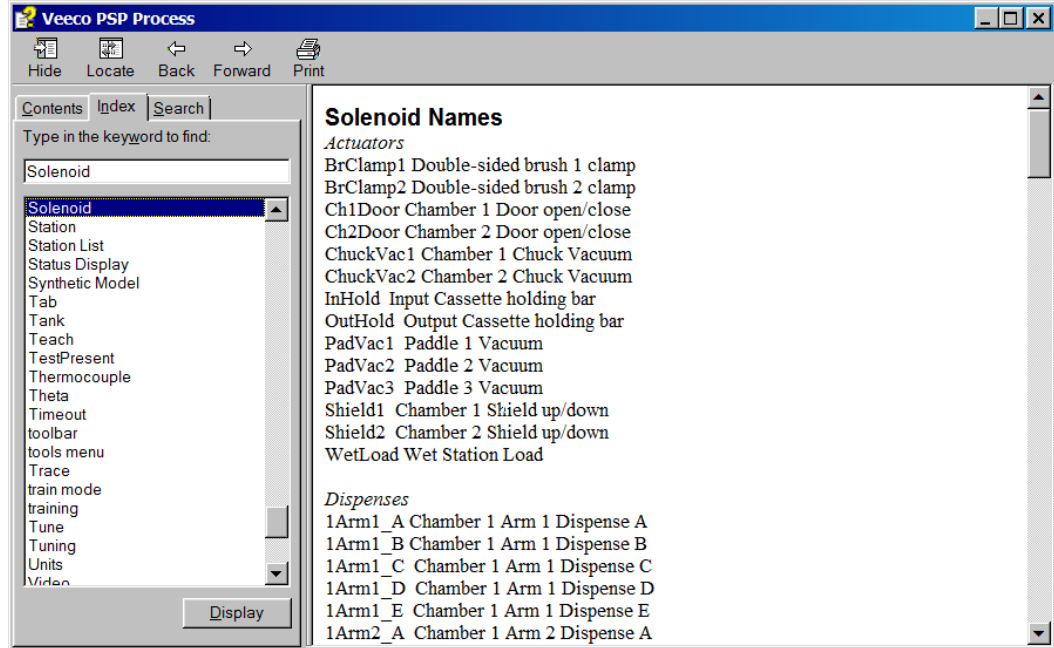 Veeco PSP Process
Hide Locate Back Forward Print
Contents Index Search
Type in the keyword to find:
Solenoid
Solenoid
Station
Station List
Status Display
Synthetic Model
Tab
Tank
Teach
TestPresent
Thermocouple
Theta
Timeout
toolbar
tools menu
Trace
train mode
training
Tune
Tuning
Units
Video
Display
Solenoid Names
Actuators
BrClamp1 Double-sided brush 1 clamp
BrClamp2 Double-sided brush 2 clamp
Ch1Door Chamber 1 Door open/close
Ch2Door Chamber 2 Door open/close
ChuckVac1 Chamber 1 Chuck Vacuum
ChuckVac2 Chamber 2 Chuck Vacuum
InHold Input Cassette holding bar
OutHold Output Cassette holding bar
PadVac1 Paddle 1 Vacuum
PadVac2 Paddle 2 Vacuum
PadVac3 Paddle 3 Vacuum
Shield1 Chamber 1 Shield up/down
Shield2 Chamber 2 Shield up/down
WetLoad Wet Station Load
Dispenses
1Arm1_A Chamber 1 Arm 1 Dispense A
1Arm1_B Chamber 1 Arm 1 Dispense B
1Arm1_C Chamber 1 Arm 1 Dispense C
1Arm1_D Chamber 1 Arm 1 Dispense D
1Arm1_E Chamber 1 Arm 1 Dispense E
1Arm2_A Chamber 1 Arm 2 Dispense A